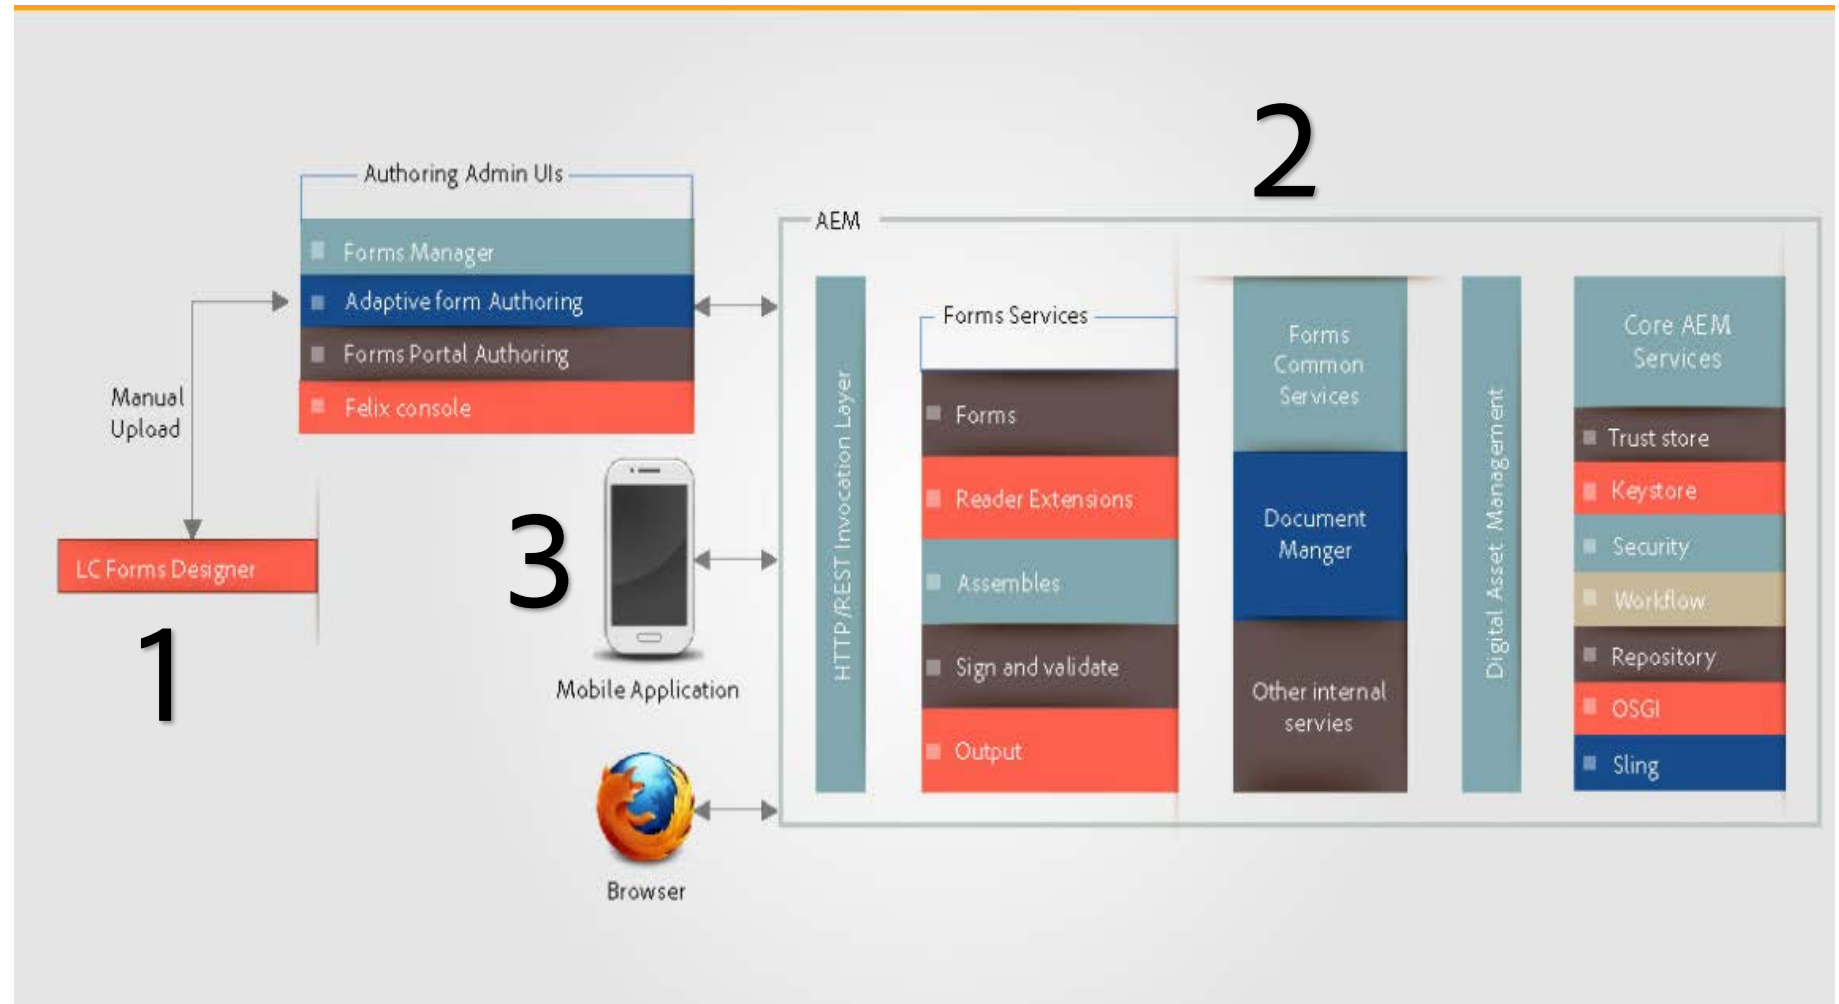 2
Authoring Admin UIs
Forms Manager
Adaptive form Authoring
Forms Portal Authoring
Felix console
Manual
Upload
LC Forms Designer
1
3
Mobile Application
Browser
AEM
HTTP/REST Invocation Layer
Forms Services
Forms
Reader Extensions
Assembles
Sign and validate
Output
Forms
Common
Services
Document
Manger
Other internal
servies
Digital Asset Management
Core AEM
Services
Trust store
Keystore
Security
Workflow
Repository
OSGI
Sling